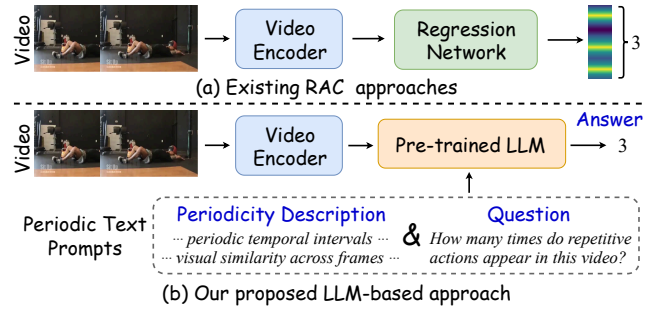 Video
Video
Encoder
Regression
Network
3
(a) Existing RAC approaches
Video
Video
Encoder
Pre-trained LLM
Answer
3
Periodic Text
Prompts
Periodicity Description
··· periodic temporal intervals ···
··· visual similarity across frames ···
&
Question
How many times do repetitive
actions appear in this video?
(b) Our proposed LLM-based approach